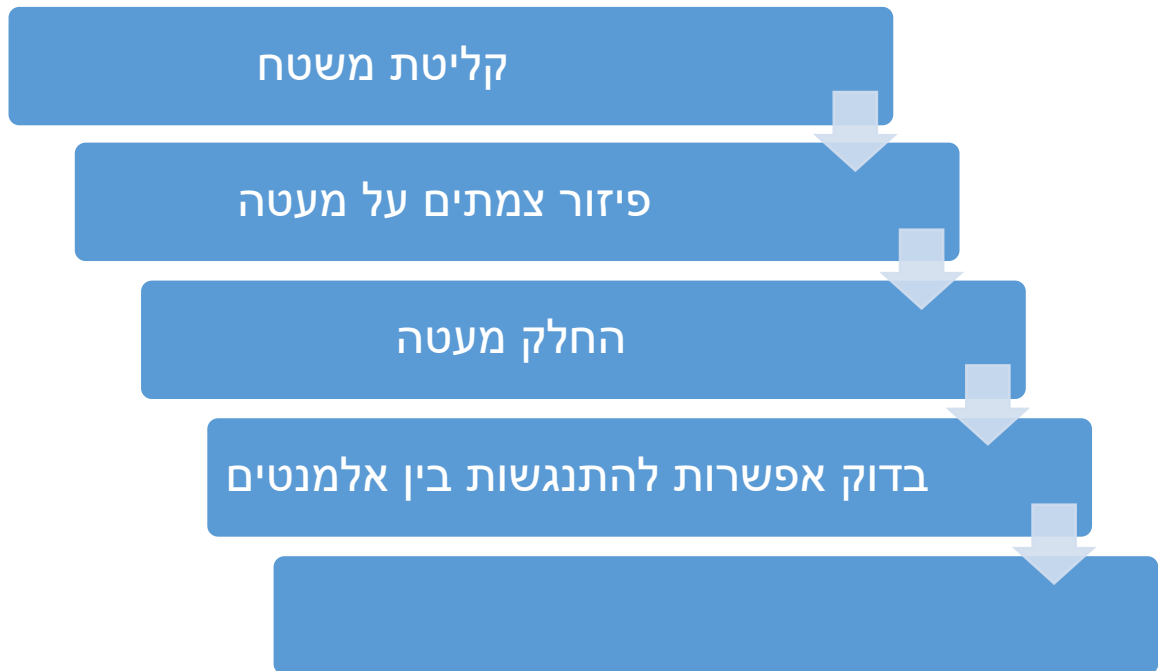 קליטת משטח
פיזור צמתים על מעטה
החלק מעטה
בדוק אפשרות להתנגשות בין אלמנטים